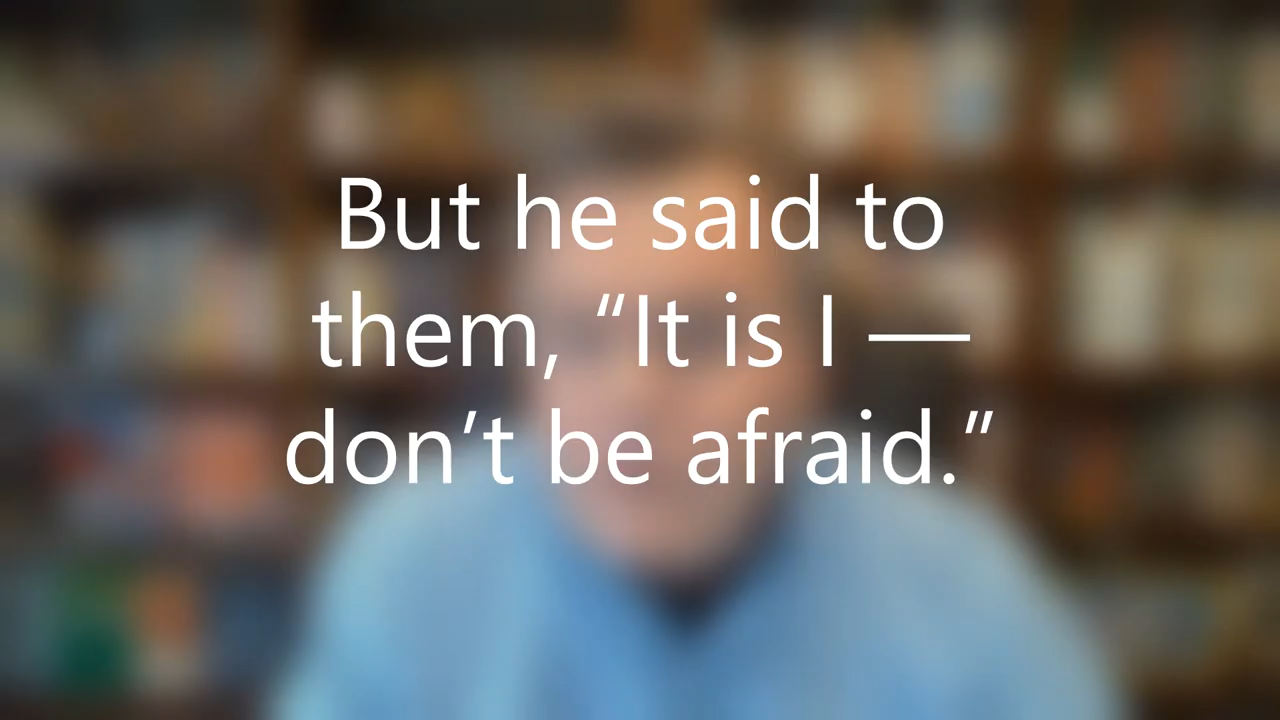 But he said to
them, “It is I —
don’t be afraid.”